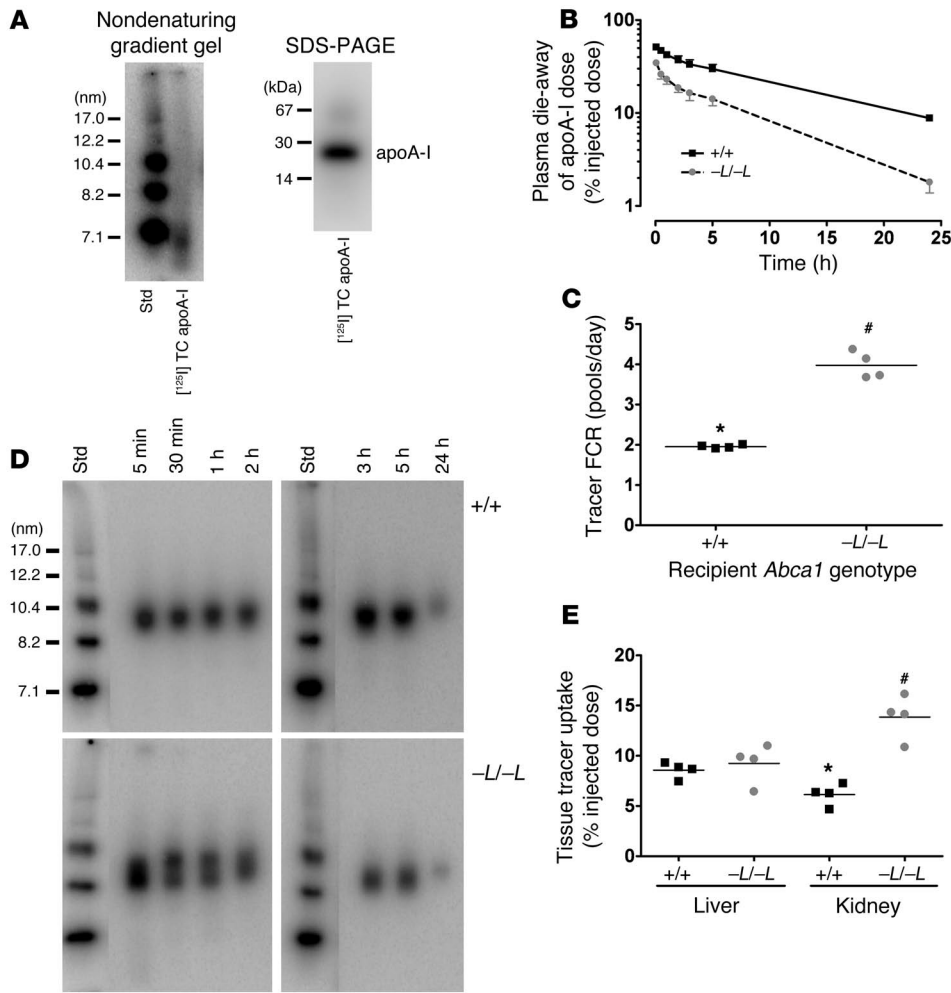 A
Nondenaturing
gradient gel
(nm)
17.0
12.2
10.4
8.2
7.1
Std
[¹²⁵I] TC apoA-I
SDS-PAGE
(kDa)
67
30
14
apoA-I
[¹²⁵I] TC apoA-I
B
Plasma die-away
of apoA-I dose
(% injected dose)
100
10
1
+/+
–L/–L
0
5
10
15
20
25
Time (h)
C
Tracer FCR (pools/day)
5
4
3
2
1
0
*
#
+/+
–L/–L
Recipient Abca1 genotype
D
Std
5 min
30 min
1 h
2 h
Std
3 h
5 h
24 h
+/+
(nm)
17.0
12.2
10.4
8.2
7.1
–L/–L
E
Tissue tracer uptake
(% injected dose)
20
15
10
5
0
*
#
+/+
–L/–L
+/+
–L/–L
Liver
Kidney